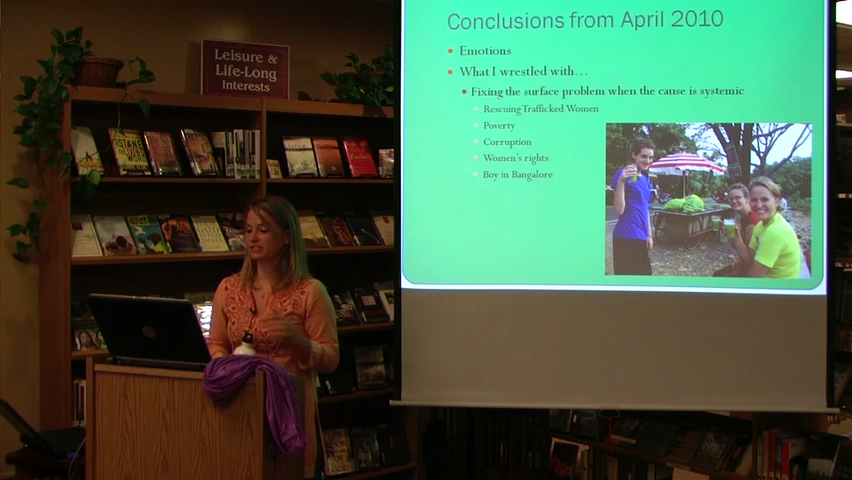 Leisure &
Life-Long
Interests
Conclusions from April 2010
Emotions
What I wrestled with…
Fixing the surface problem when the cause is systemic
Rescuing Trafficked Women
Poverty
Corruption
Women's rights
Boy in Bangalore